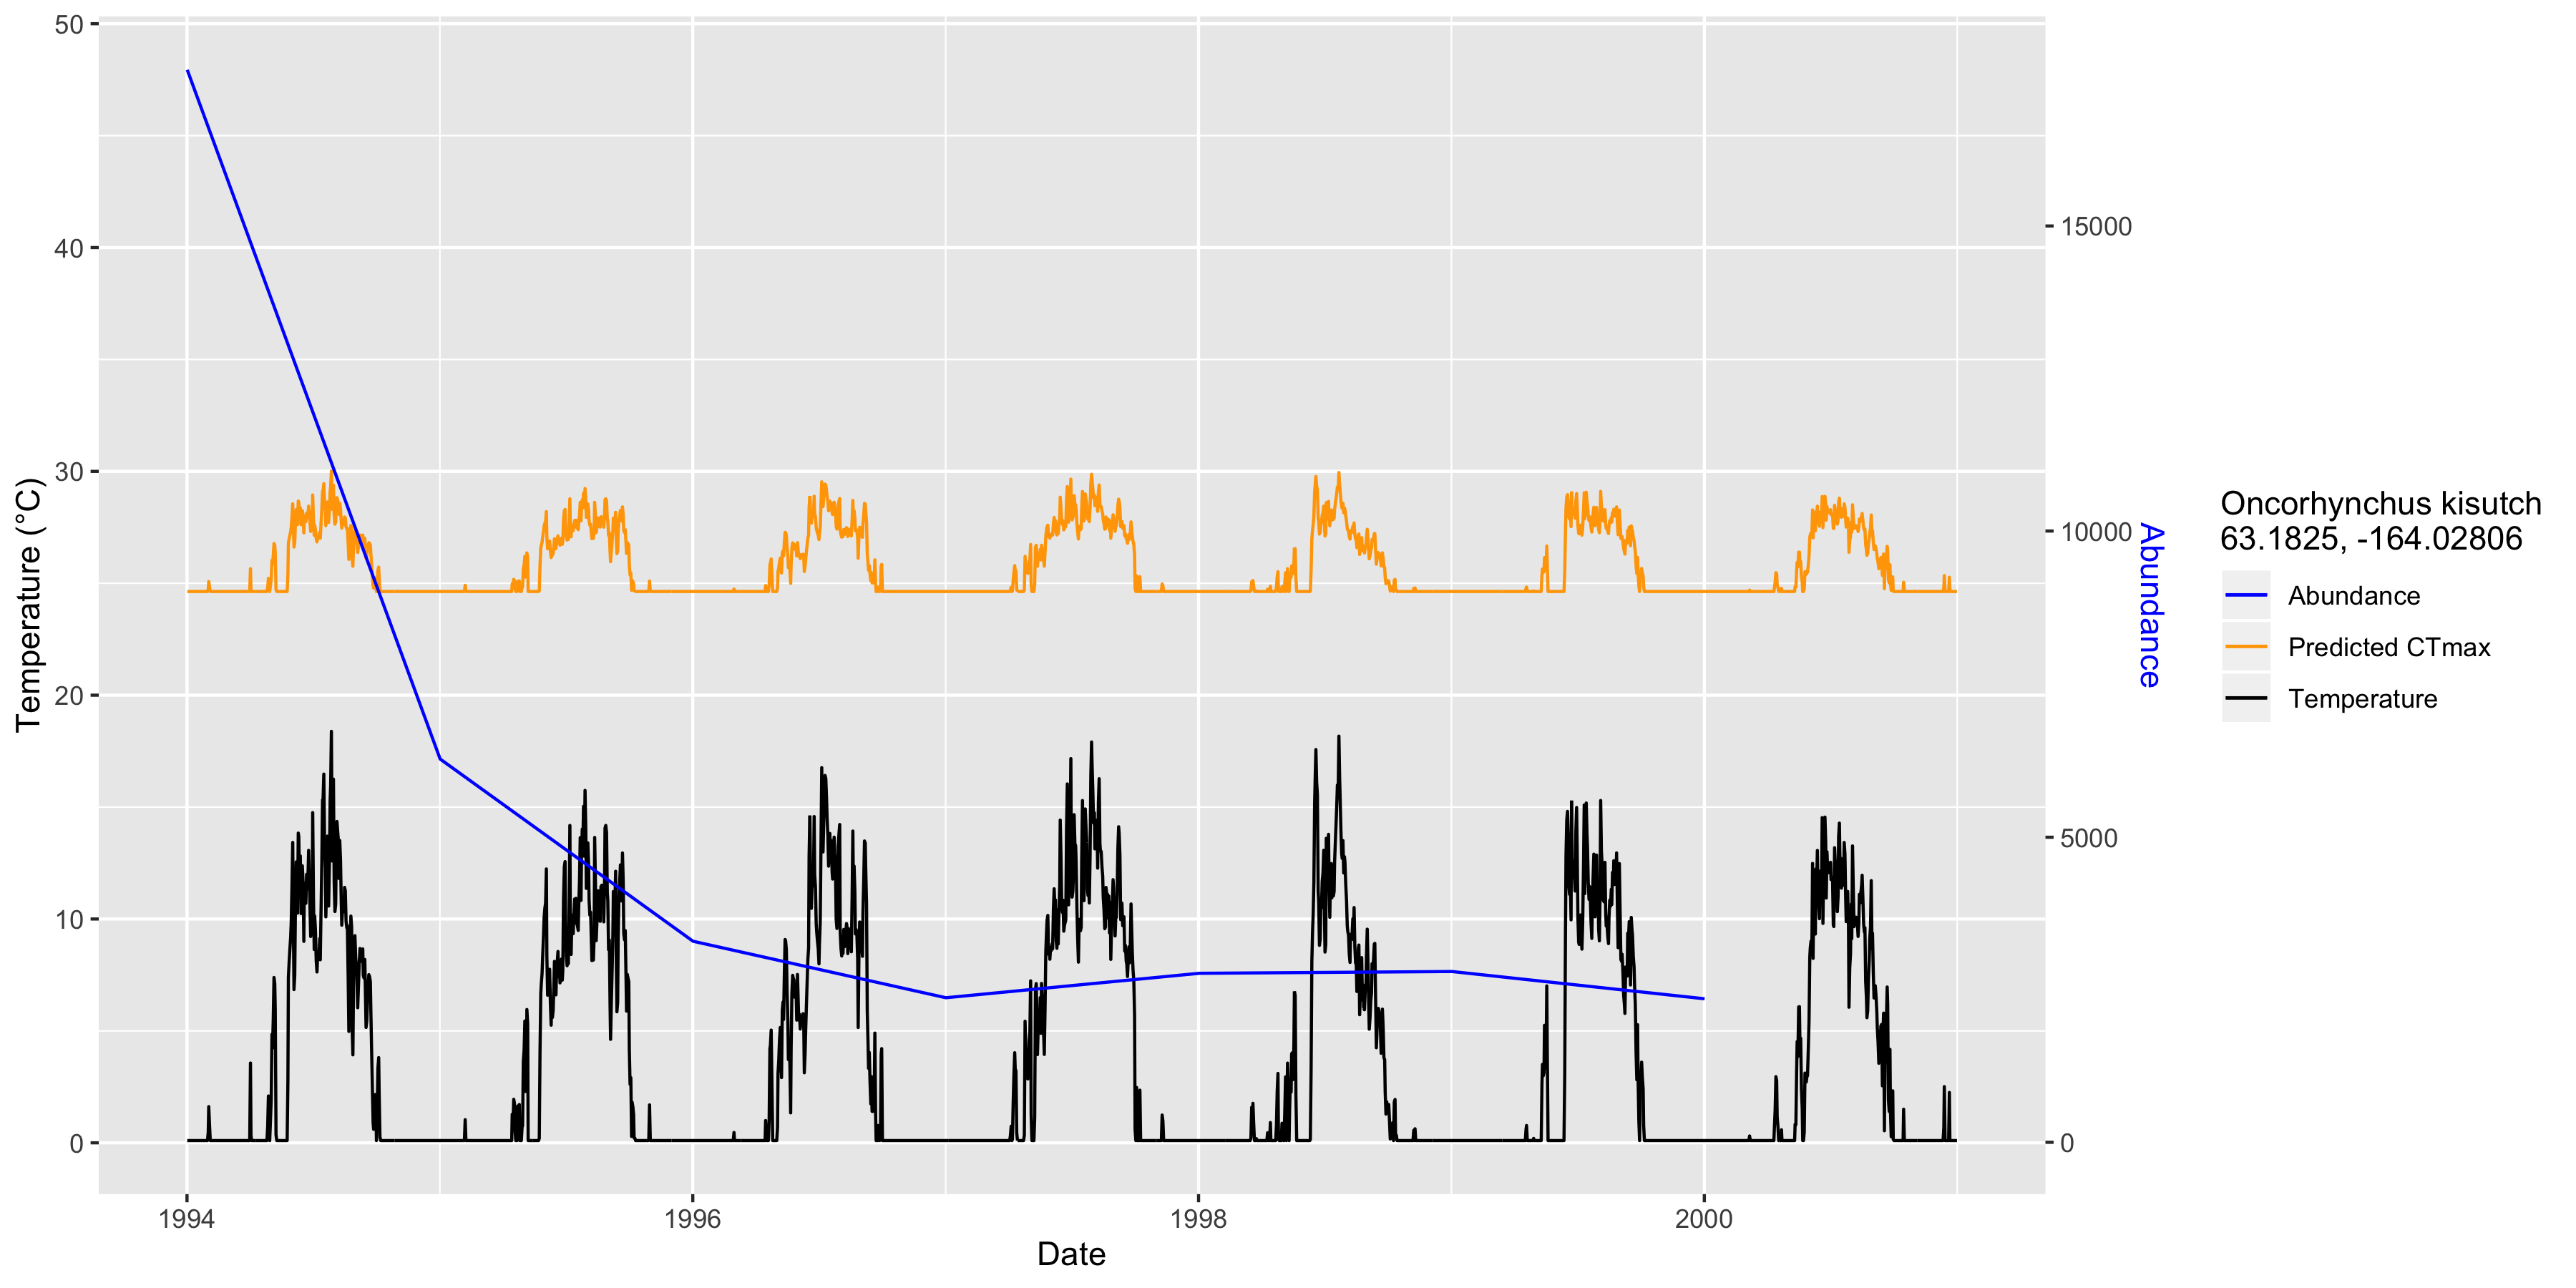 50
40
30
20
10
0
Temperature (°C)
1994
1996
1998
2000
Date
15000
10000
5000
0
Abundance
Oncorhynchus kisutch
63.1825, -164.02806
Abundance
Predicted CTmax
Temperature